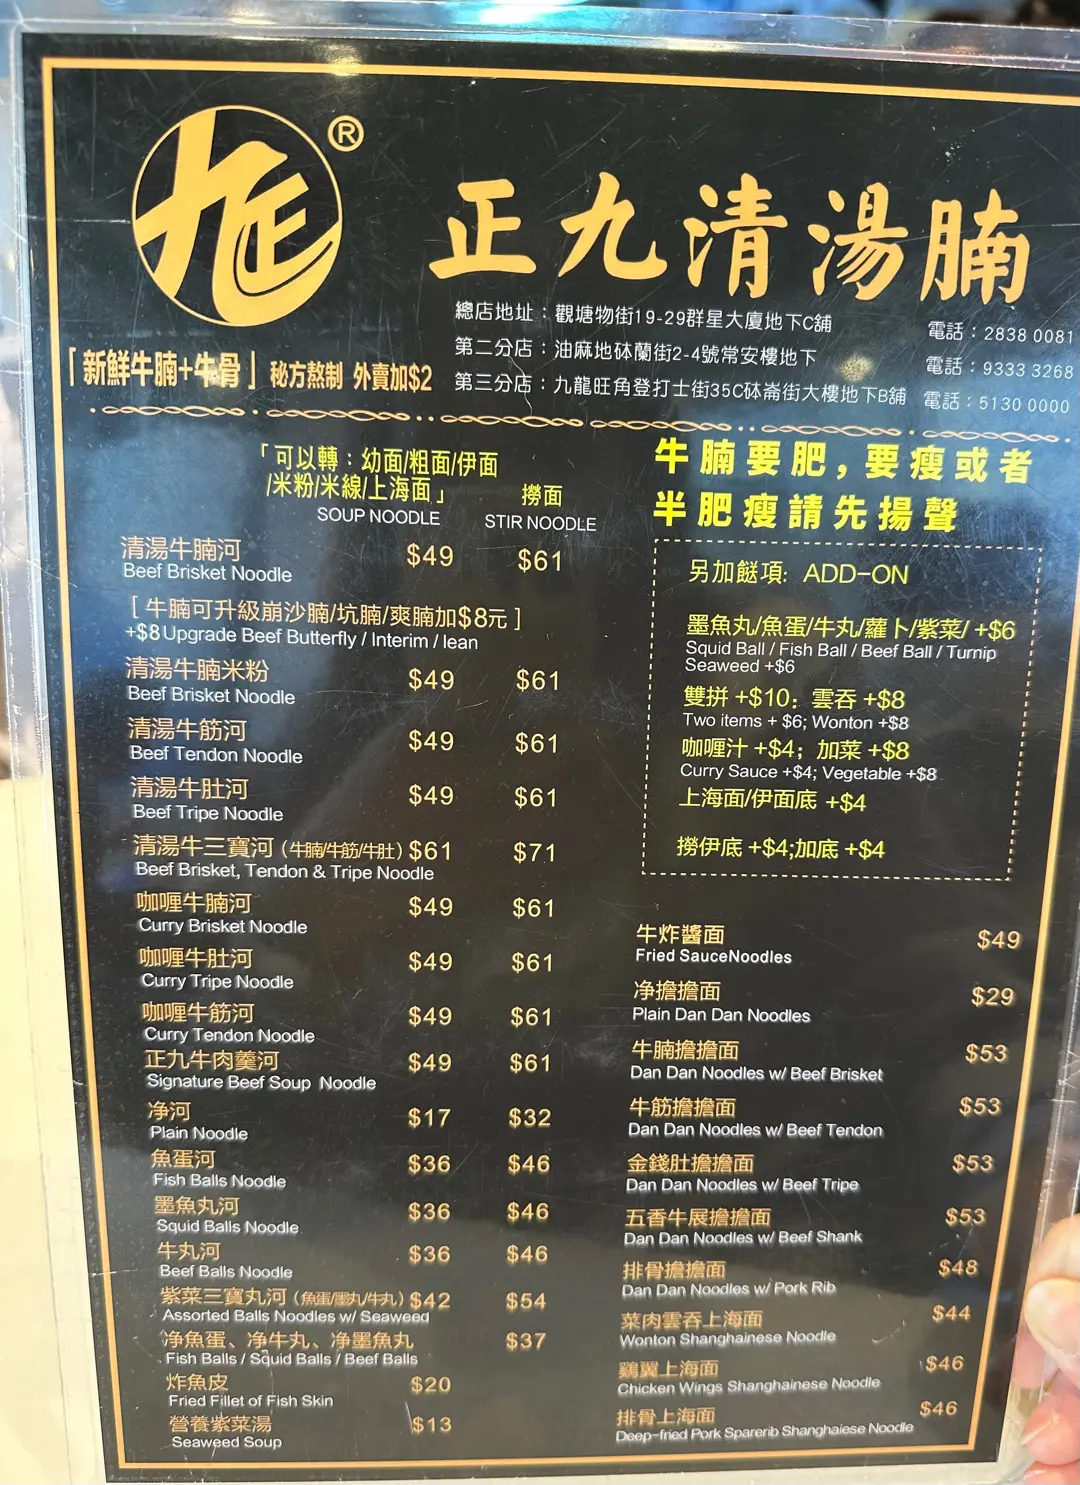 ®
正九清湯腩
總店地址：觀塘物街19-29群星大廈地下C舖 電話：2838 0081
第二分店：油麻地砵蘭街2-4號常安樓地下 電話：9333 3268
第三分店：九龍旺角登打士街35C砵崙街大樓地下B舖 電話：5130 0000
「新鮮牛腩+牛骨」秘方熬制 外賣加$2
「可以轉：幼面/粗面/伊面
/米粉/米線/上海面」 撈面
SOUP NOODLE STIR NOODLE
清湯牛腩河 $49 $61
Beef Brisket Noodle
[ 牛腩可升級崩沙腩/坑腩/爽腩加$8元 ]
+$8 Upgrade Beef Butterfly / Interim / lean
清湯牛腩米粉 $49 $61
Beef Brisket Noodle
清湯牛筋河 $49 $61
Beef Tendon Noodle
清湯牛肚河 $49 $61
Beef Tripe Noodle
清湯牛三寶河 (牛腩/牛筋/牛肚) $61 $71
Beef Brisket, Tendon & Tripe Noodle
咖喱牛腩河 $49 $61
Curry Brisket Noodle
咖喱牛肚河 $49 $61
Curry Tripe Noodle
咖喱牛筋河 $49 $61
Curry Tendon Noodle
正九牛肉羹河 $49 $61
Signature Beef Soup Noodle
净河 $17 $32
Plain Noodle
魚蛋河 $36 $46
Fish Balls Noodle
墨魚丸河 $36 $46
Squid Balls Noodle
牛丸河 $36 $46
Beef Balls Noodle
紫菜三寶丸河 (魚蛋/墨丸/牛丸) $42 $54
Assorted Balls Noodles w/ Seaweed
净魚蛋、净牛丸、净墨魚丸 $37
Fish Balls / Squid Balls / Beef Balls
炸魚皮 $20
Fried Fillet of Fish Skin
營養紫菜湯 $13
Seaweed Soup
牛腩要肥，要瘦或者
半肥瘦請先揚聲
另加餸項: ADD-ON
墨魚丸/魚蛋/牛丸/蘿卜/紫菜/ +$6
Squid Ball / Fish Ball / Beef Ball / Turnip
Seaweed +$6
雙拼 +$10； 雲吞 +$8
Two items + $6; Wonton +$8
咖喱汁 +$4； 加菜 +$8
Curry Sauce +$4; Vegetable +$8
上海面/伊面底 +$4
撈伊底 +$4;加底 +$4
牛炸醬面 $49
Fried SauceNoodles
净擔擔面 $29
Plain Dan Dan Noodles
牛腩擔擔面 $53
Dan Dan Noodles w/ Beef Brisket
牛筋擔擔面 $53
Dan Dan Noodles w/ Beef Tendon
金錢肚擔擔面 $53
Dan Dan Noodles w/ Beef Tripe
五香牛展擔擔面 $53
Dan Dan Noodles w/ Beef Shank
排骨擔擔面 $48
Dan Dan Noodles w/ Pork Rib
菜肉雲吞上海面 $44
Wonton Shanghainese Noodle
鷄翼上海面 $46
Chicken Wings Shanghainese Noodle
排骨上海面 $46
Deep-fried Pork Sparerib Shanghaiese Noodle